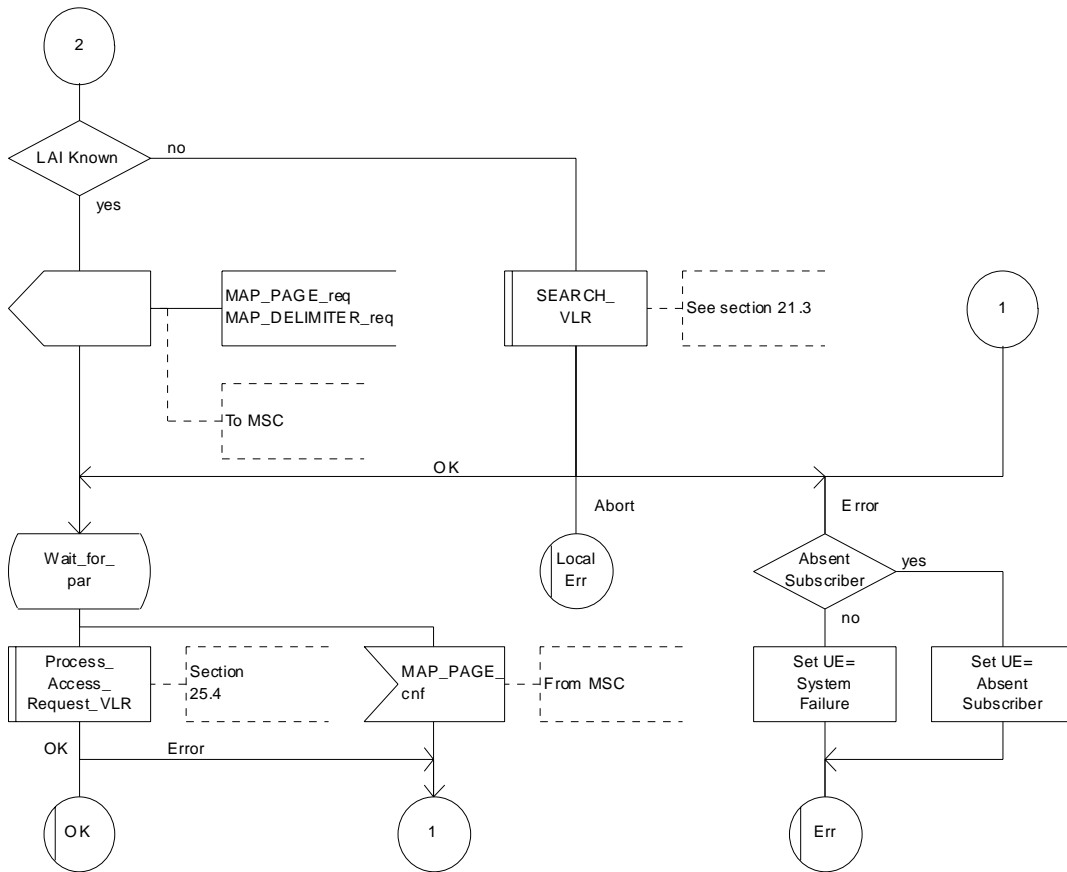 2
LAI Known
no
yes
MAP_PAGE_req
MAP_DELIMITER_req
SEARCH_
VLR
See section 21.3
1
To MSC
OK
Abort
Error
Wait_for_
par
Local
Err
Absent
Subscriber
yes
no
Process_
Access_
Request_VLR
Section
25.4
MAP_PAGE_
cnf
From MSC
Set UE=
System
Failure
Set UE=
Absent
Subscriber
OK
Error
OK
1
Err